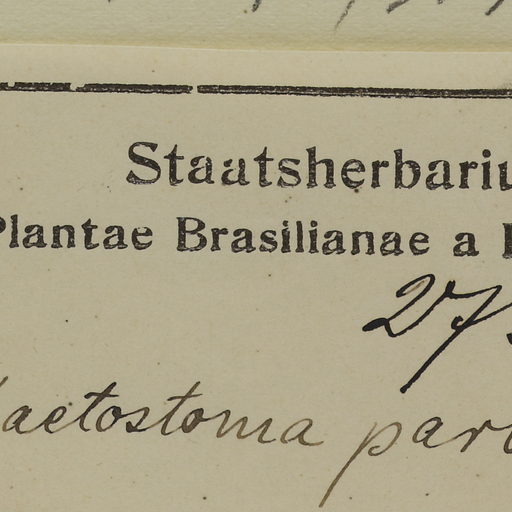 Staatsherbariu
Plantae Brasilianae a
27
aetostoma par